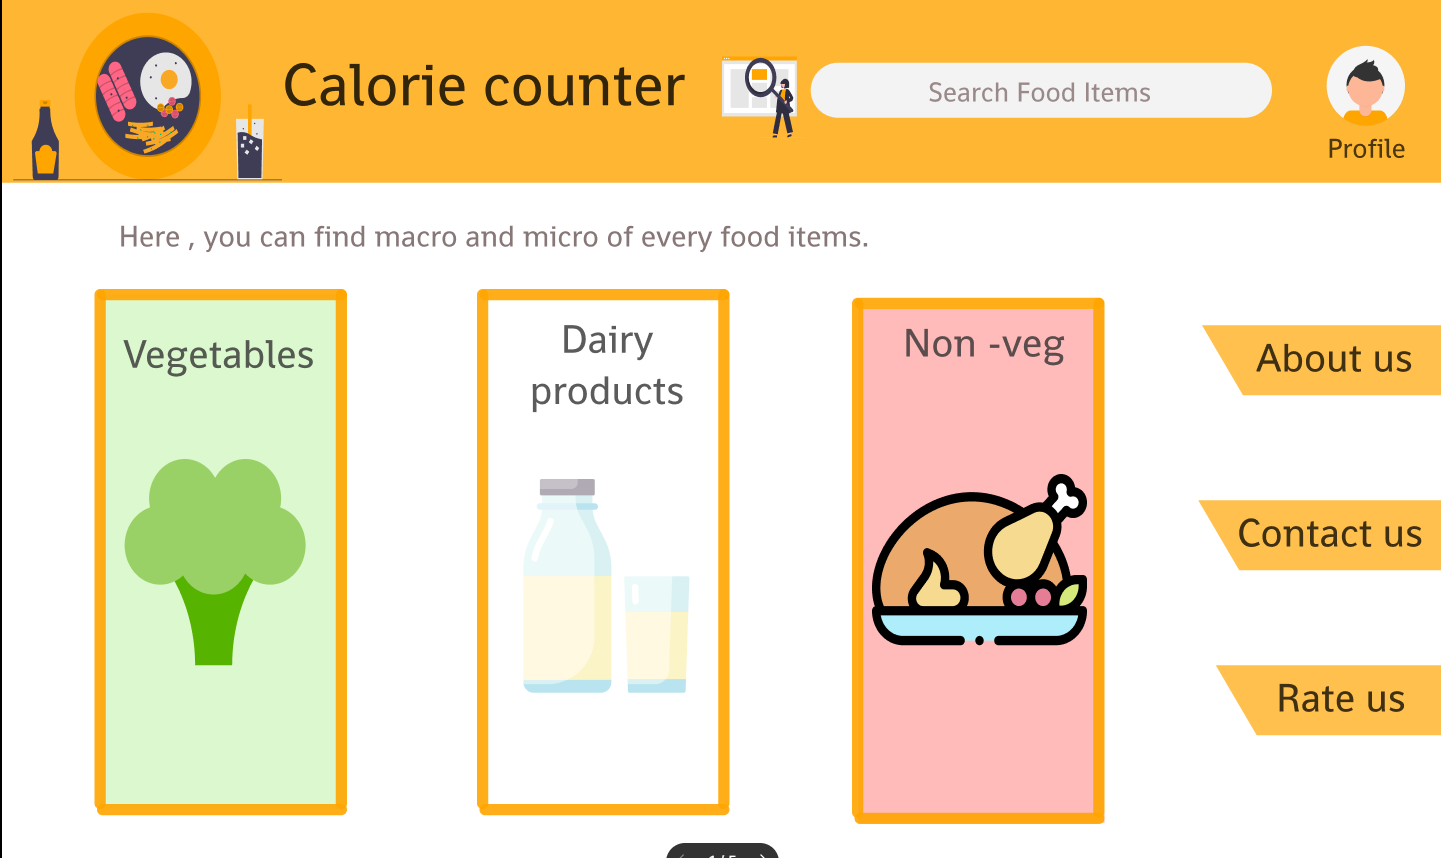 Calorie counter
Search Food Items
Profile
Here , you can find macro and micro of every food items.
Vegetables
Dairy
products
Non -veg
About us
Contact us
Rate us